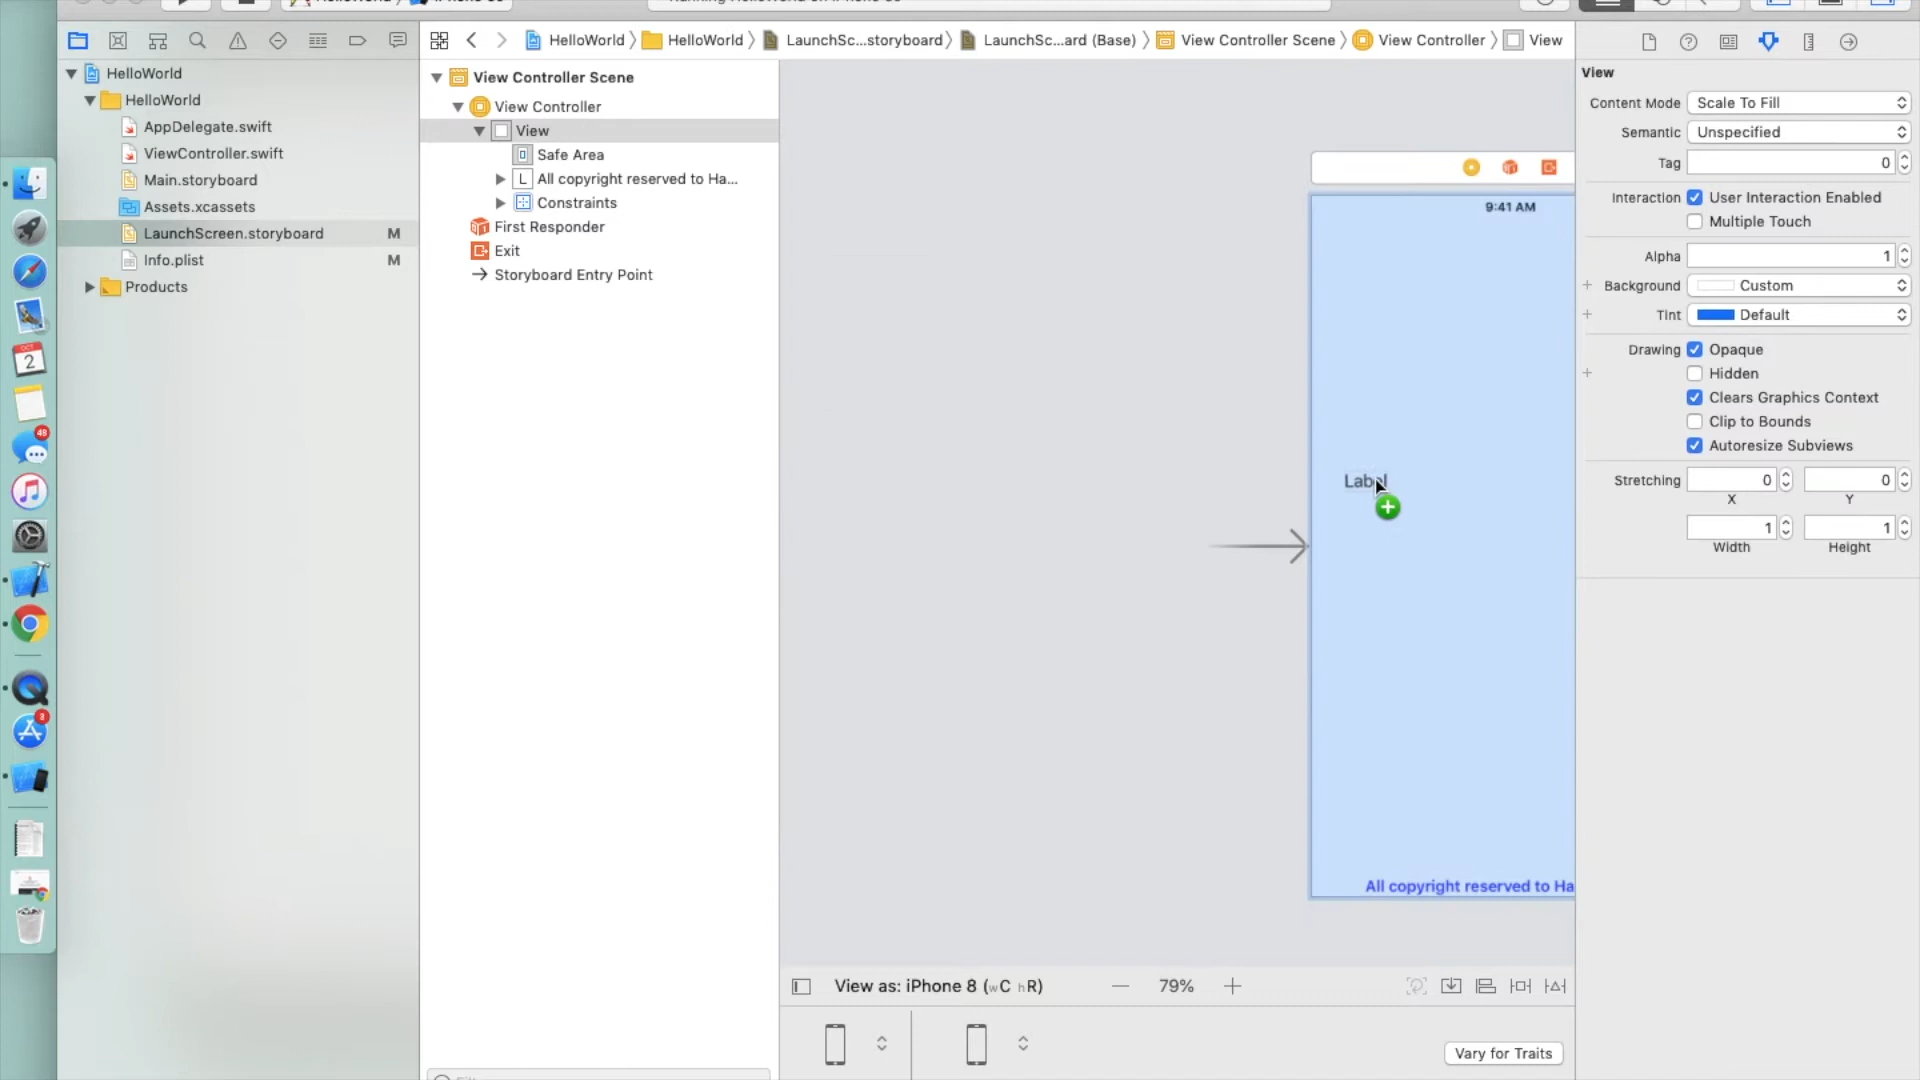 HelloWorld
HelloWorld
LaunchSc...storyboard
LaunchSc...ard (Base)
View Controller Scene
View Controller
View
HelloWorld
HelloWorld
AppDelegate.swift
ViewController.swift
Main.storyboard
Assets.xcassets
LaunchScreen.storyboard M
Info.plist M
Products
View Controller Scene
View Controller
View
Safe Area
L All copyright reserved to Ha...
Constraints
First Responder
Exit
Storyboard Entry Point
9:41 AM
Label
All copyright reserved to Ha
View as: iPhone 8 (wC hR)
79%
Vary for Traits
View
Content Mode Scale To Fill
Semantic Unspecified
Tag 0
Interaction User Interaction Enabled
Multiple Touch
Alpha 1
Background Custom
Tint Default
Drawing Opaque
Hidden
Clears Graphics Context
Clip to Bounds
Autoresize Subviews
Stretching 0 0
X Y
1 1
Width Height
OCT
2
49
8